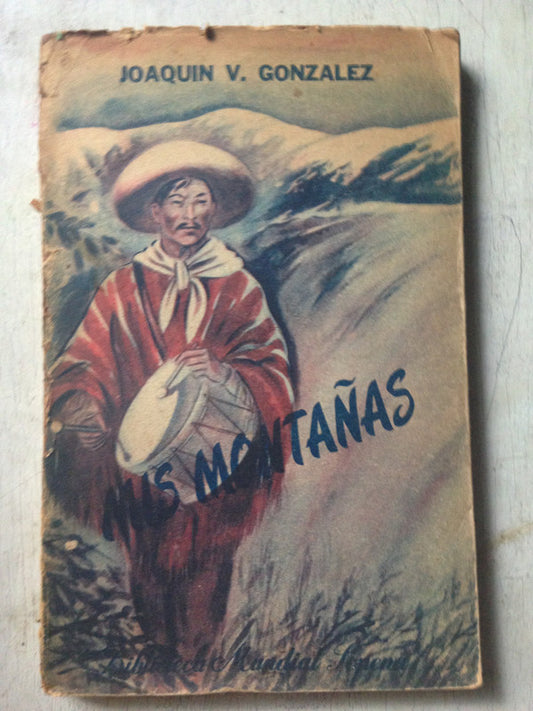 JOAQUIN V. GONZALEZ
MIS MONTAÑAS
Biblioteca Mundial Sopena